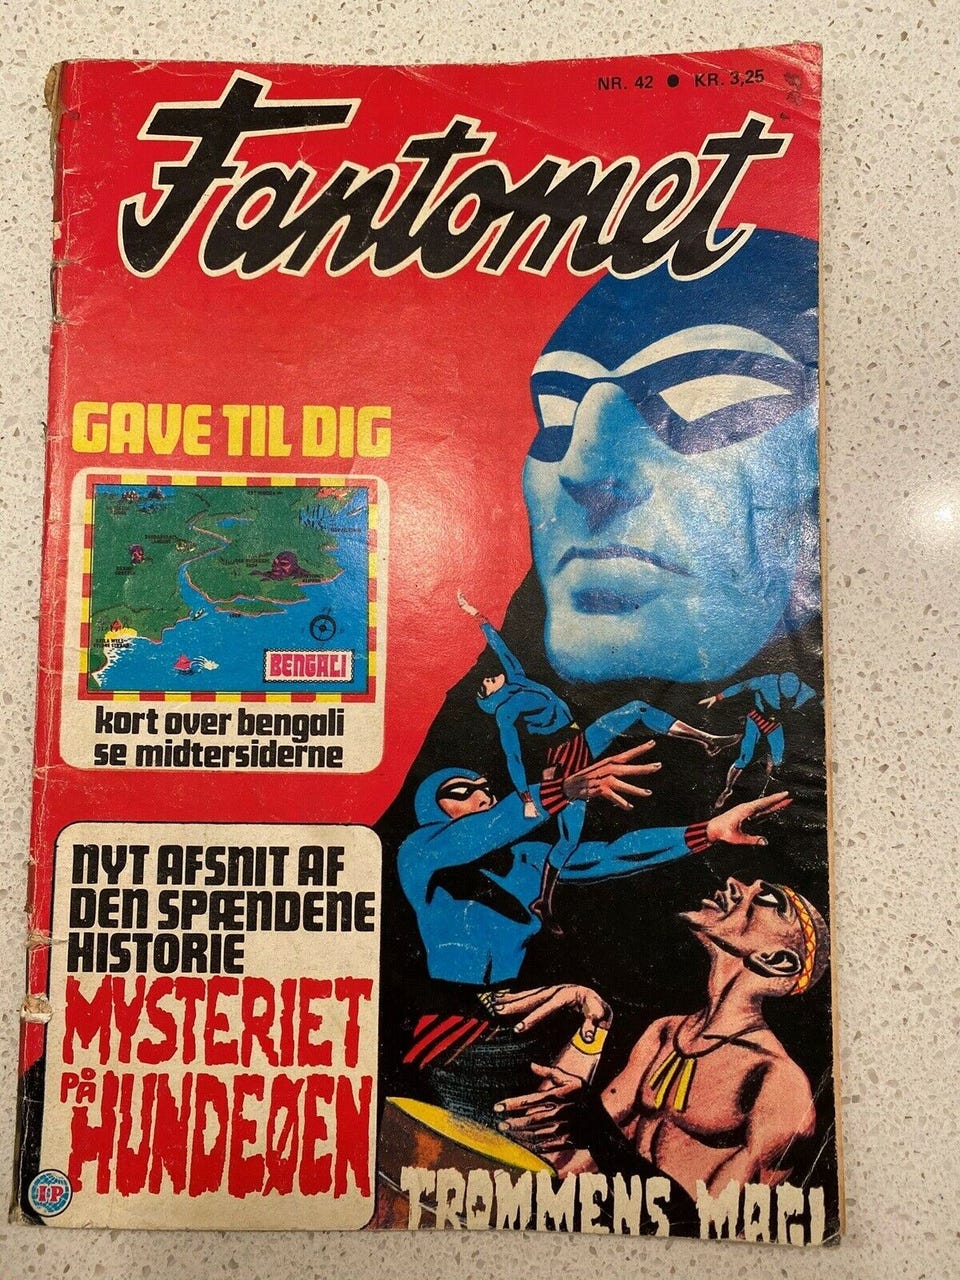 NR. 42 ● KR. 3,25
Fantomet
GAVE TIL DIG
BENGALI
kort over bengali
se midtersiderne
NYT AFSNIT AF
DEN SPÆNDENE
HISTORIE
MYSTERIET
PÅ
HUNDEØEN
IP
TROMMENS MAGI